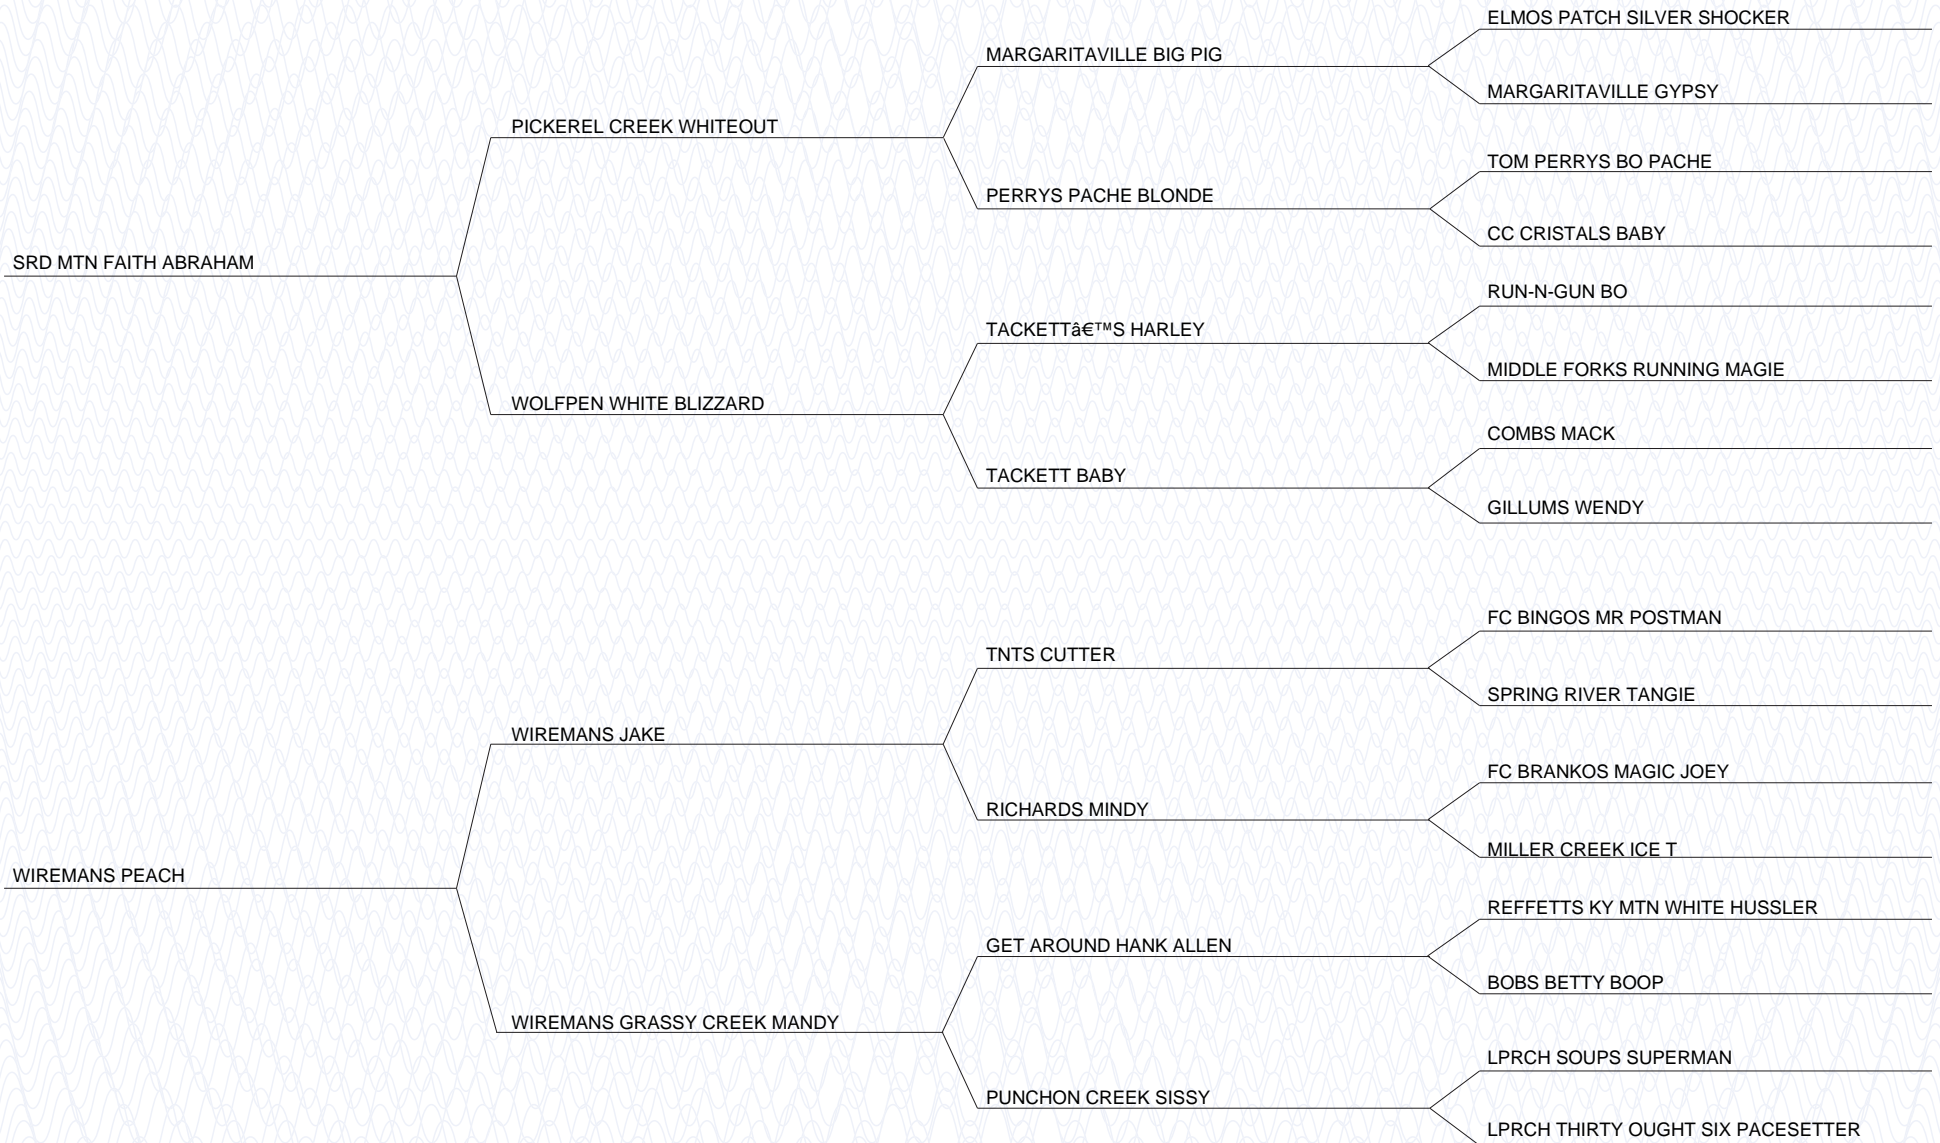 ELMOS PATCH SILVER SHOCKER
MARGARITAVILLE BIG PIG
MARGARITAVILLE GYPSY
PICKEREL CREEK WHITEOUT
TOM PERRYS BO PACHE
PERRYS PACHE BLONDE
CC CRISTALS BABY
SRD MTN FAITH ABRAHAM
RUN-N-GUN BO
TACKETTâ€™S HARLEY
MIDDLE FORKS RUNNING MAGIE
WOLFPEN WHITE BLIZZARD
COMBS MACK
TACKETT BABY
GILLUMS WENDY
FC BINGOS MR POSTMAN
TNTS CUTTER
SPRING RIVER TANGIE
WIREMANS JAKE
FC BRANKOS MAGIC JOEY
RICHARDS MINDY
MILLER CREEK ICE T
WIREMANS PEACH
REFFETTS KY MTN WHITE HUSSLER
GET AROUND HANK ALLEN
BOBS BETTY BOOP
WIREMANS GRASSY CREEK MANDY
LPRCH SOUPS SUPERMAN
PUNCHON CREEK SISSY
LPRCH THIRTY OUGHT SIX PACESETTER